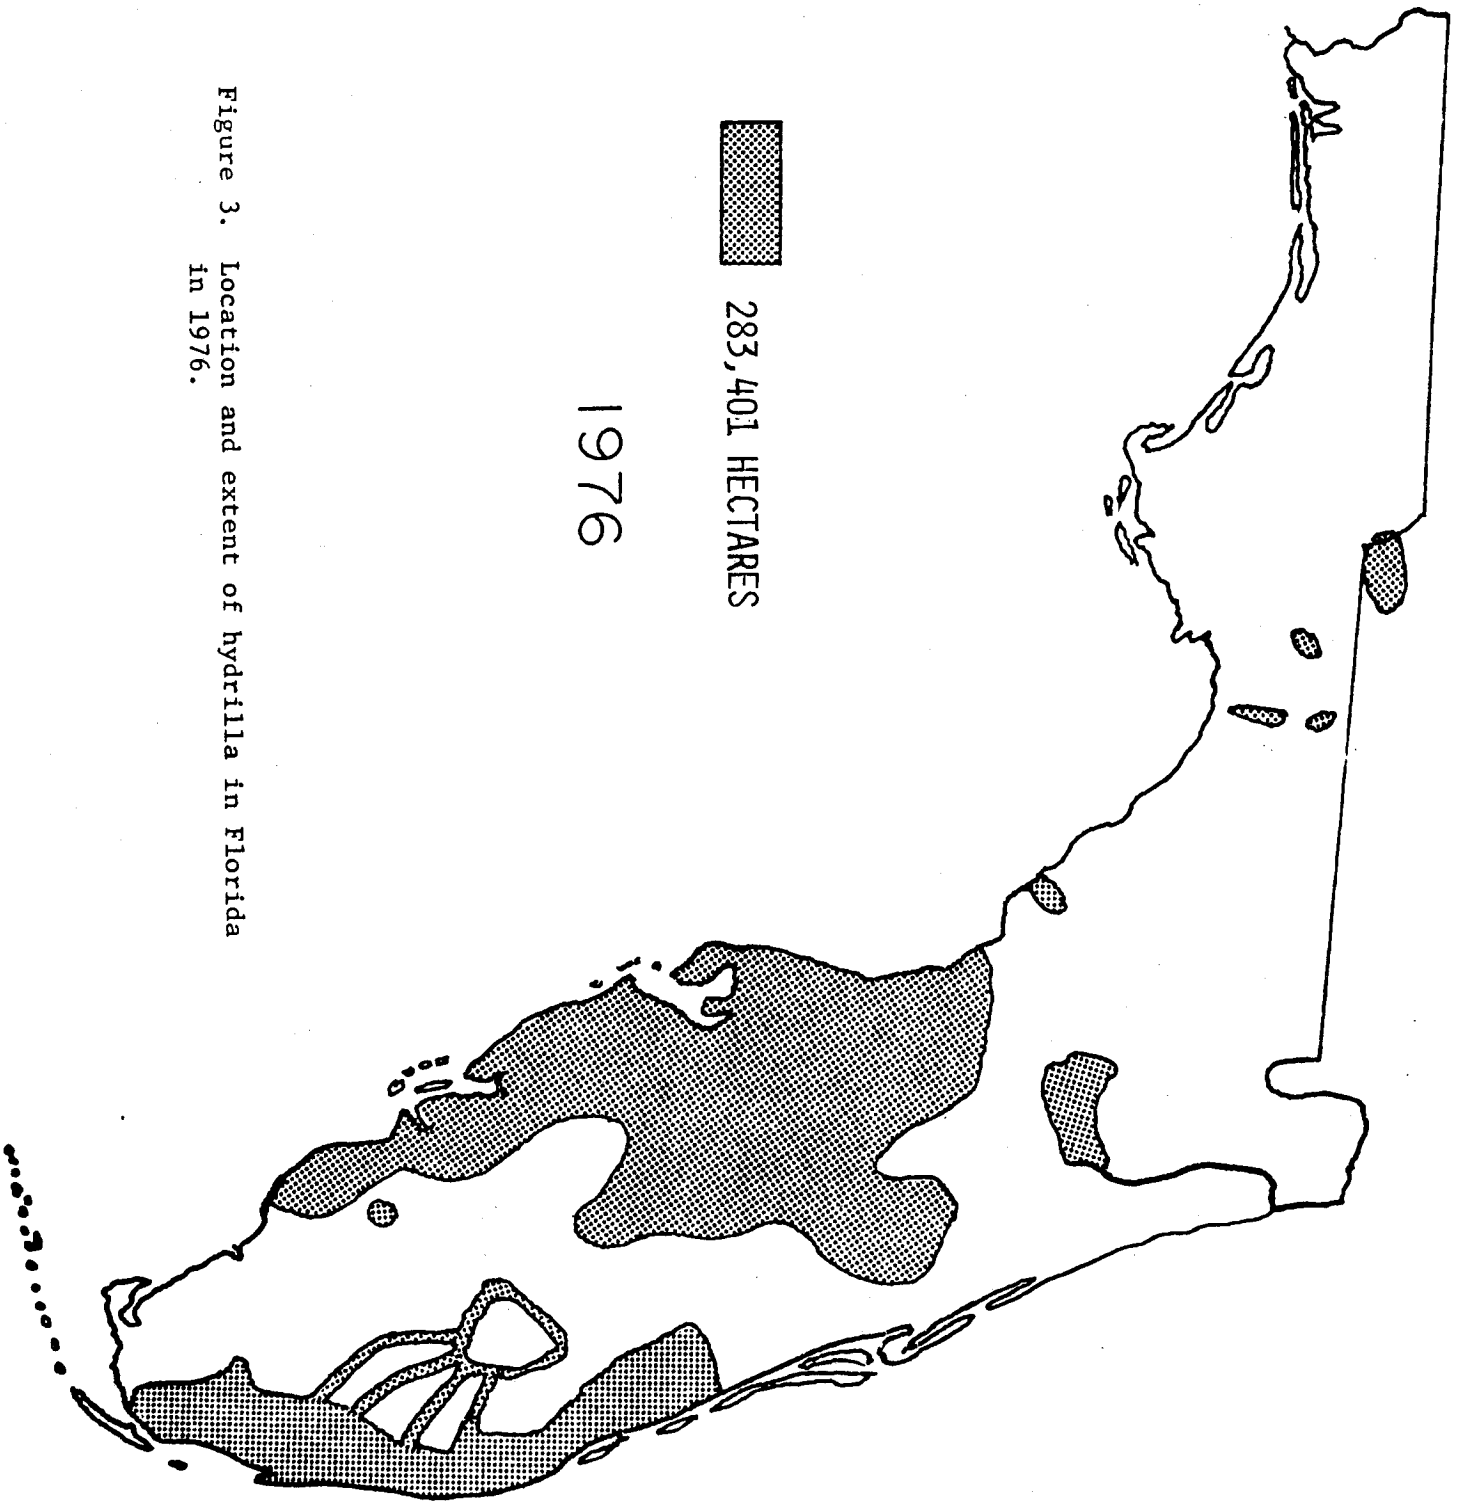 283,401 HECTARES
1976
Figure 3. Location and extent of hydrilla in Florida
in 1976.